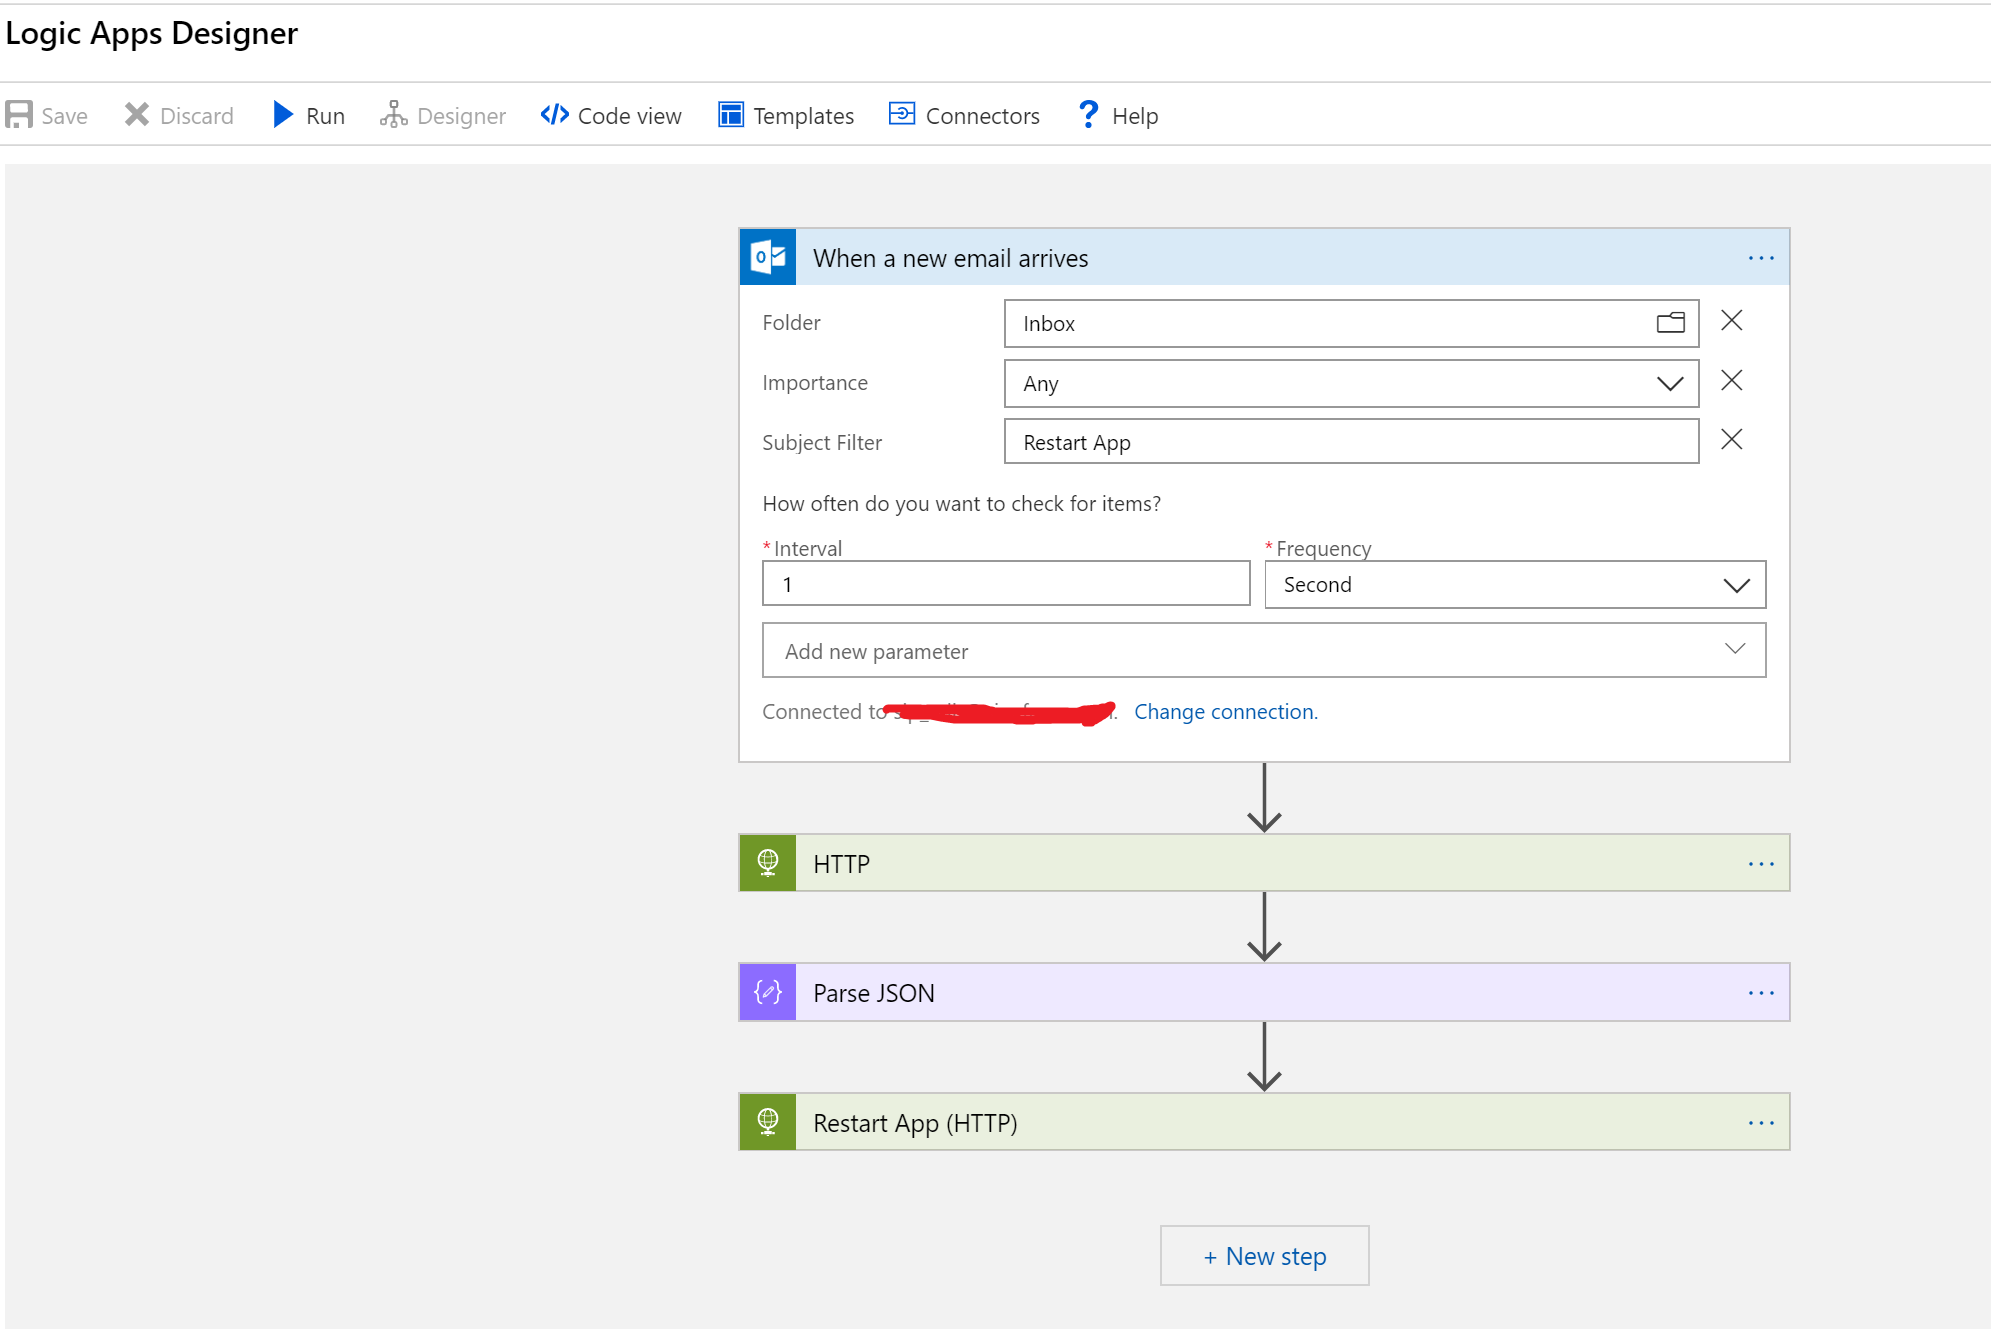 Logic Apps Designer
Save Discard Run Designer Code view Templates Connectors Help
When a new email arrives
Folder Inbox
Importance Any
Subject Filter Restart App
How often do you want to check for items?
* Interval * Frequency
1 Second
Add new parameter
Connected to Change connection.
HTTP
Parse JSON
Restart App (HTTP)
+ New step